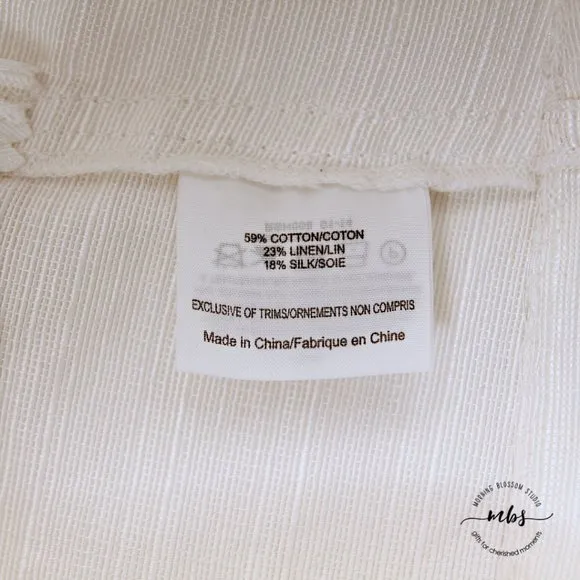 59% COTTON/COTON
23% LINEN/LIN
18% SILK/SOIE
EXCLUSIVE OF TRIMS/ORNEMENTS NON COMPRIS
Made in China/Fabrique en Chine
MORNING BLOSSOM STUDIO
mbs
gifts for cherished moments